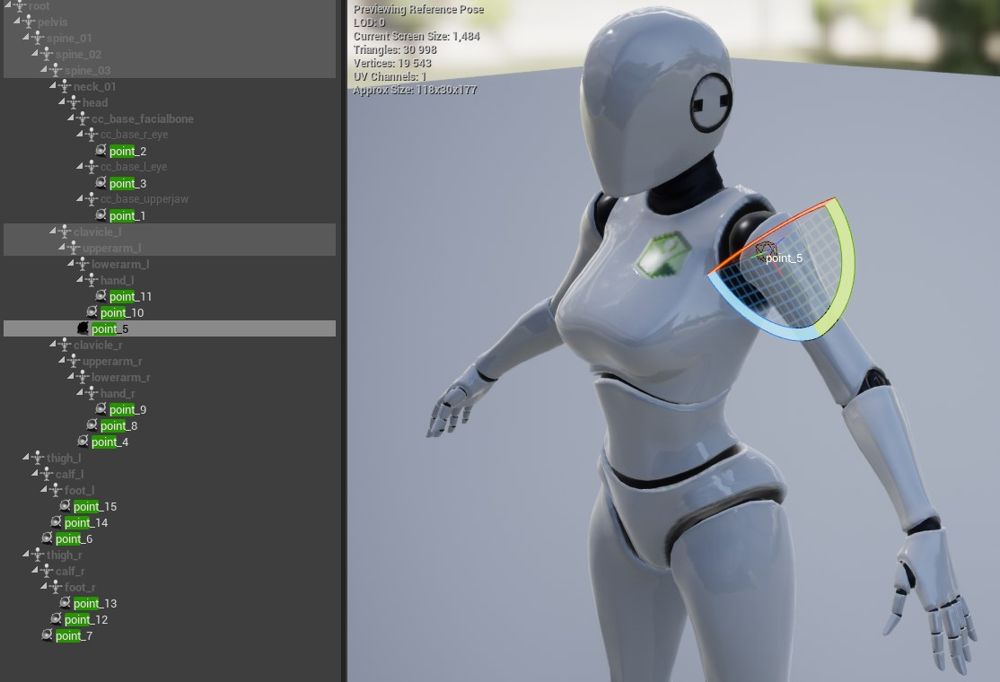 root
pelvis
spine_01
spine_02
spine_03
neck_01
head
cc_base_facialbone
cc_base_r_eye
point_2
cc_base_l_eye
point_3
cc_base_upperjaw
point_1
clavicle_l
upperarm_l
lowerarm_l
hand_l
point_11
point_10
point_5
clavicle_r
upperarm_r
lowerarm_r
hand_r
point_9
point_8
point_4
thigh_l
calf_l
foot_l
point_15
point_14
point_6
thigh_r
calf_r
foot_r
point_13
point_12
point_7
Previewing Reference Pose
LOD: 0
Current Screen Size: 1,484
Triangles: 30 998
Vertices: 19 543
UV Channels: 1
Approx Size: 118x30x177
point_5